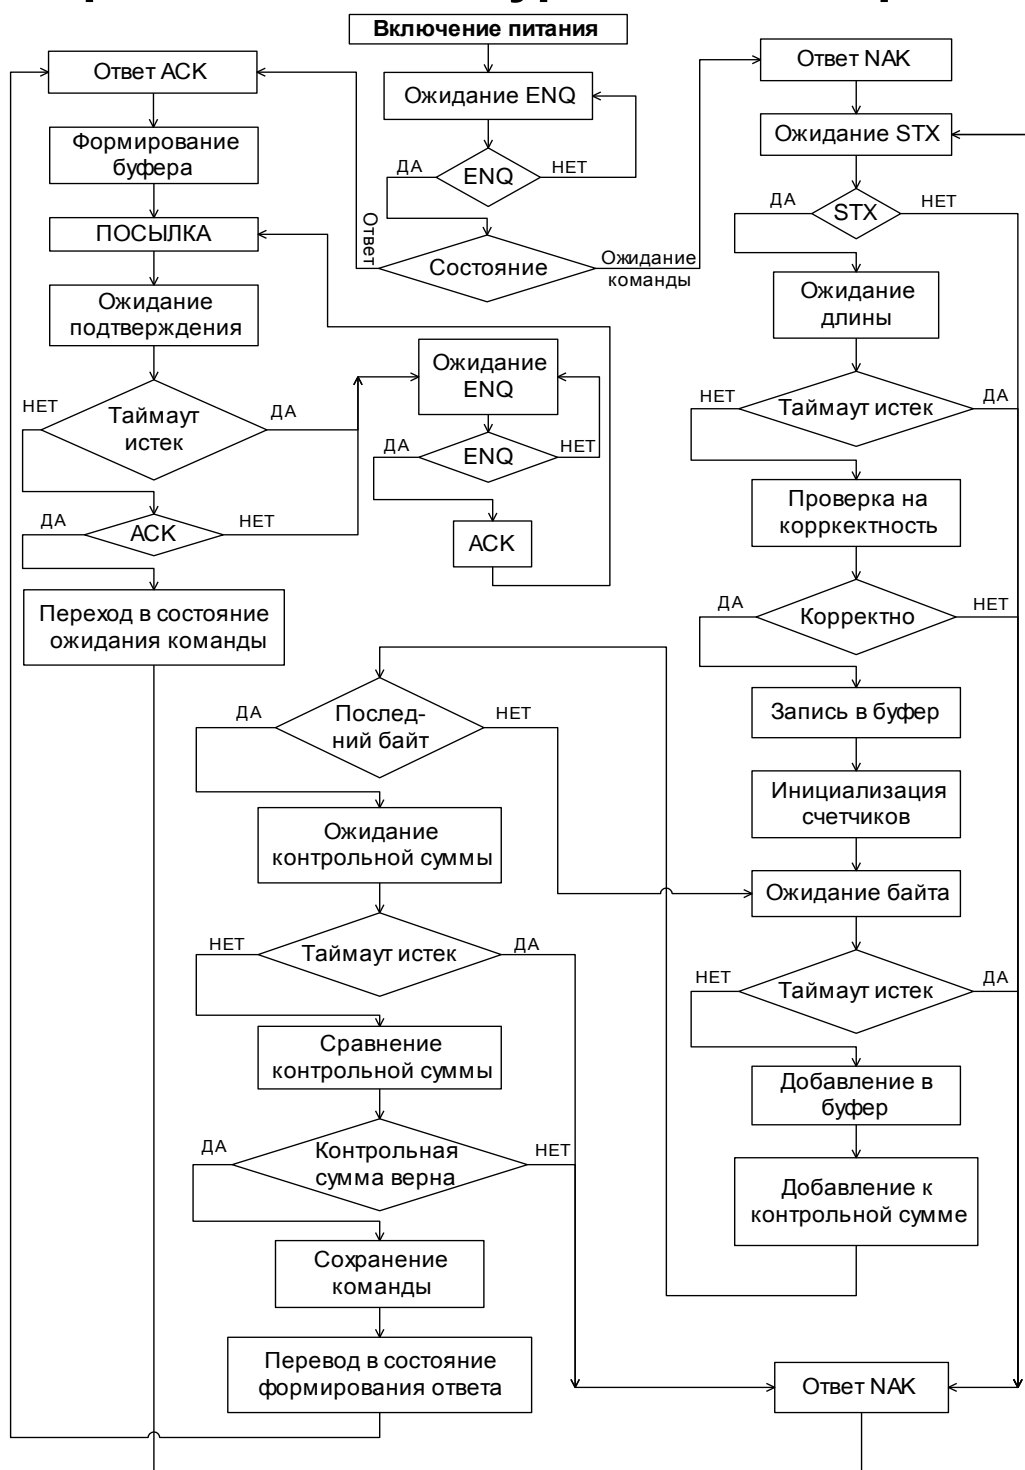 Включение питания
Ответ ACK
Ожидание ENQ
Ответ NAK
Формирование
буфера
Ожидание STX
ДА
ENQ
НЕТ
ДА
STX
НЕТ
ПОСЫЛКА
Ответ
Состояние
Ожидание
команды
Ожидание
подтверждения
Ожидание
длины
Ожидание
ENQ
НЕТ
Таймаут
истек
ДА
НЕТ
Таймаут истек
ДА
ДА
ENQ
НЕТ
ДА
ACK
НЕТ
ACK
Проверка на
корркектность
Переход в состояние
ожидания команды
ДА
Корректно
НЕТ
ДА
Послед-
ний байт
НЕТ
Запись в буфер
Инициализация
счетчиков
Ожидание
контрольной суммы
Ожидание байта
НЕТ
Таймаут истек
ДА
НЕТ
Таймаут истек
ДА
Сравнение
контрольной суммы
Добавление в
буфер
ДА
Контрольная
сумма верна
НЕТ
Добавление к
контрольной сумме
Сохранение
команды
Перевод в состояние
формирования ответа
Ответ NAK